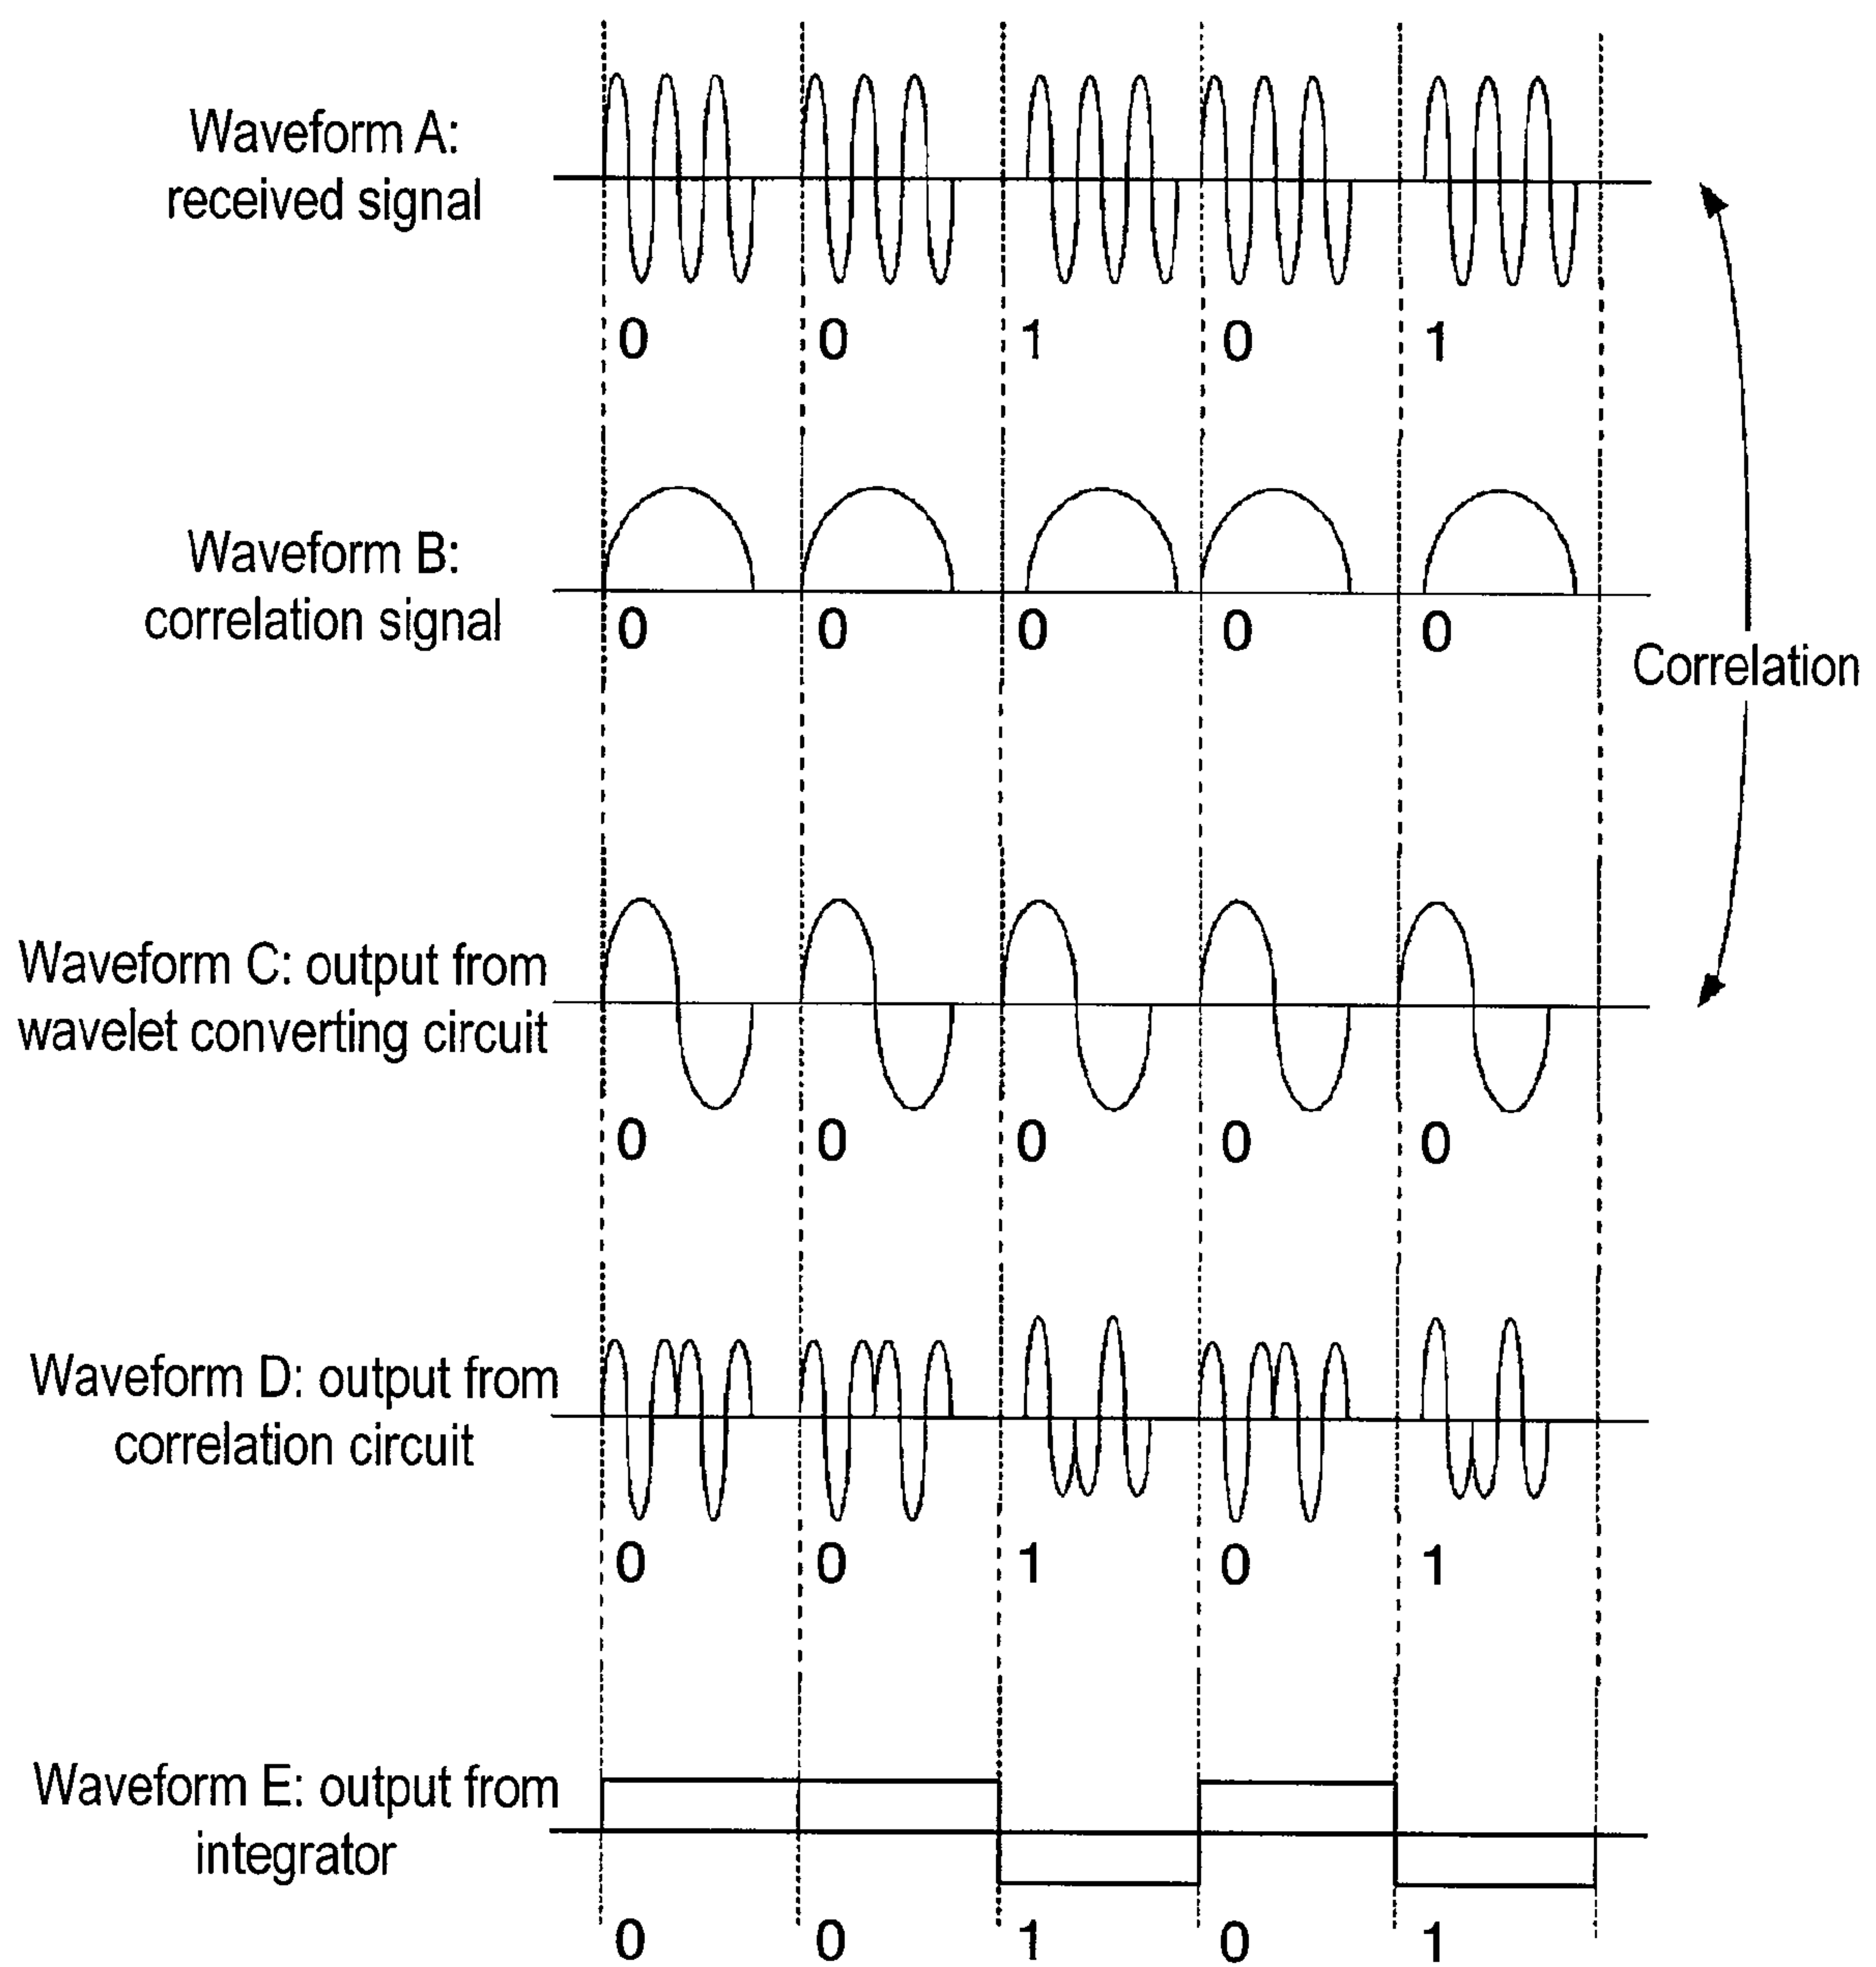 Waveform A:
received signal
0 0 1 0 1
Waveform B:
correlation signal
0 0 0 0 0
Correlation
Waveform C: output from
wavelet converting circuit
0 0 0 0 0
Waveform D: output from
correlation circuit
0 0 1 0 1
Waveform E: output from
integrator
0 0 1 0 1